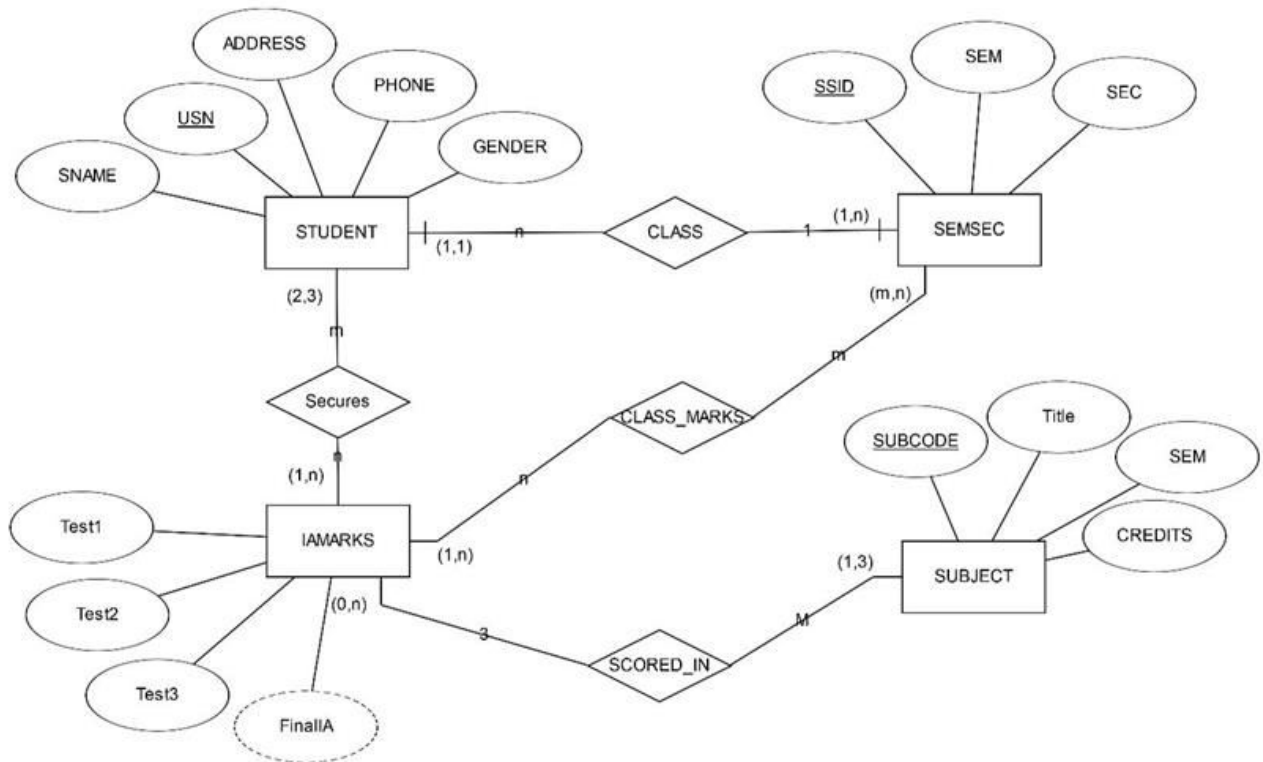 ADDRESS
SEM
PHONE
SSID
SEC
USN
GENDER
SNAME
STUDENT
n
CLASS
1
(1,n)
SEMSEC
(1,1)
(2,3)
(m,n)
m
m
Secures
CLASS_MARKS
Title
SUBCODE
SEM
n
(1,n)
n
Test1
IAMARKS
(1,n)
CREDITS
(1,3)
SUBJECT
Test2
(0,n)
3
M
SCORED_IN
Test3
FinalIA